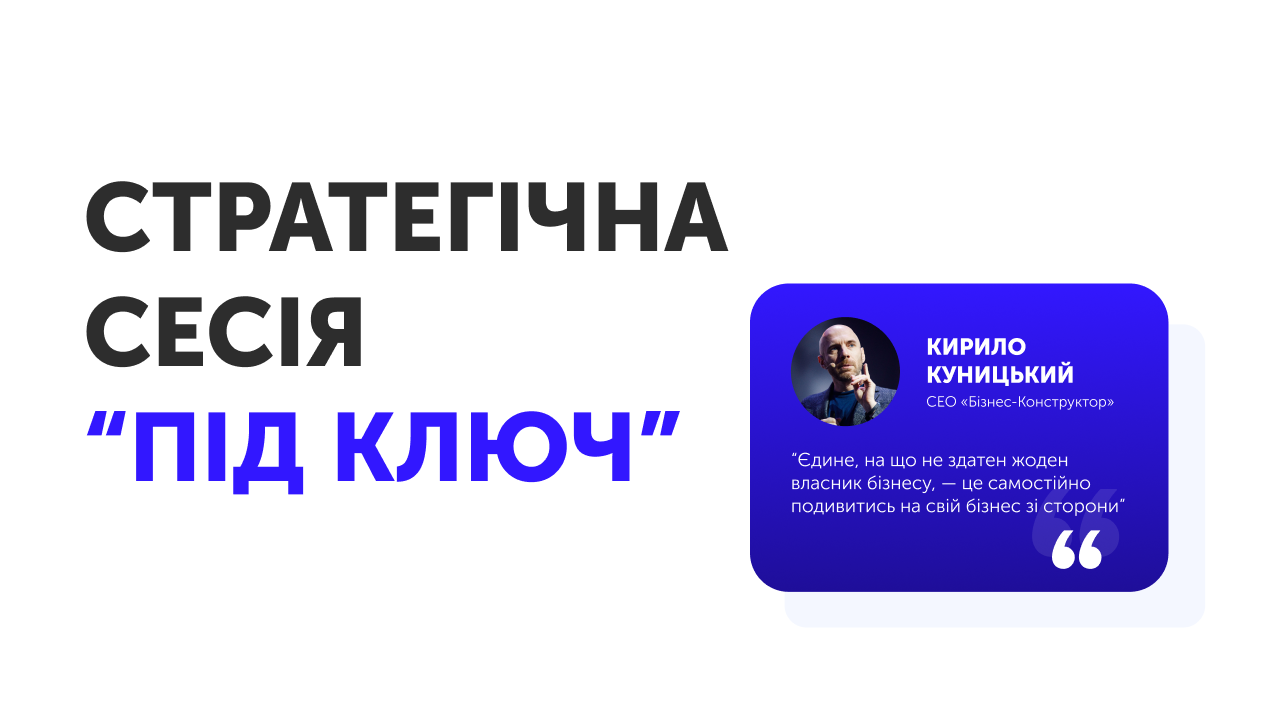 СТРАТЕГІЧНА
СЕСІЯ
“ПІД КЛЮЧ”
КИРИЛО
КУНИЦЬКИЙ
CEO «Бізнес-Конструктор»
“Єдине, на що не здатен жоден
власник бізнесу, — це самостійно
подивитись на свій бізнес зі сторони”